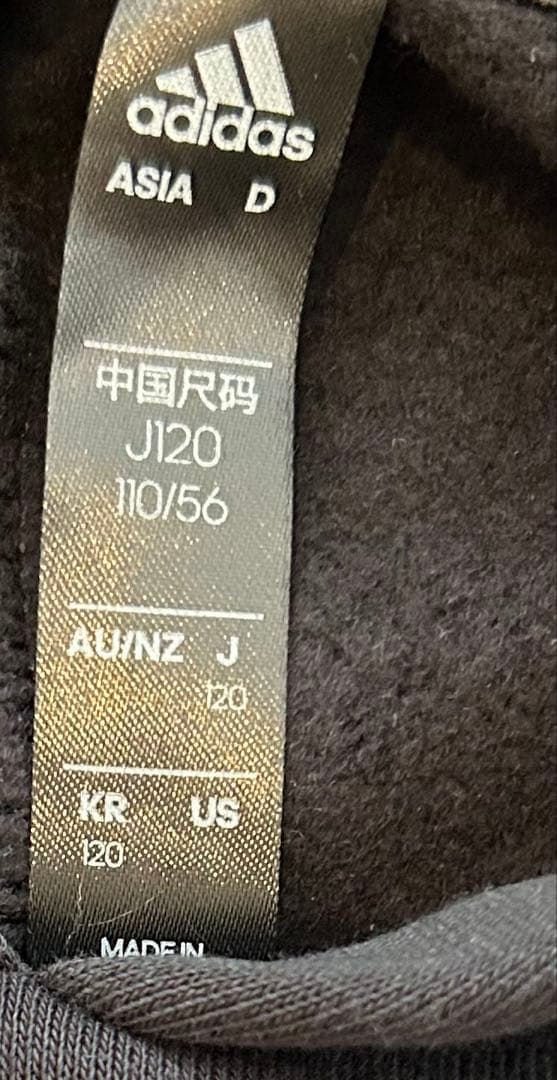 adidas
ASIA D
中国尺码
J120
110/56
AU/NZ J
120
KR US
120
MADE IN